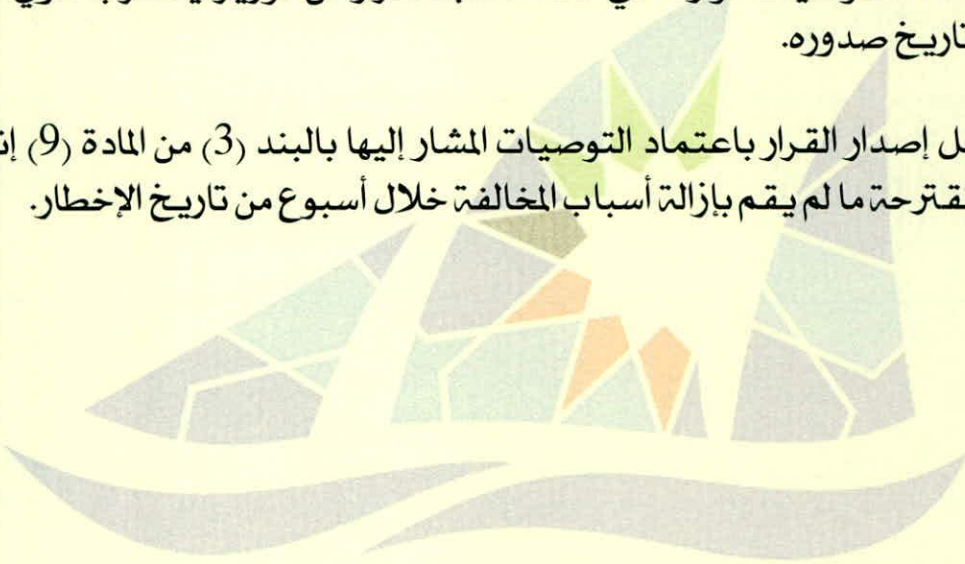 تاريخ صدوره.
ل إصدار القرار باعتماد التوصيات المشار إليها بالبند (3) من المادة (9) إن
قترحة ما لم يقم بإزالة أسباب المخالفة خلال أسبوع من تاريخ الإخطار.